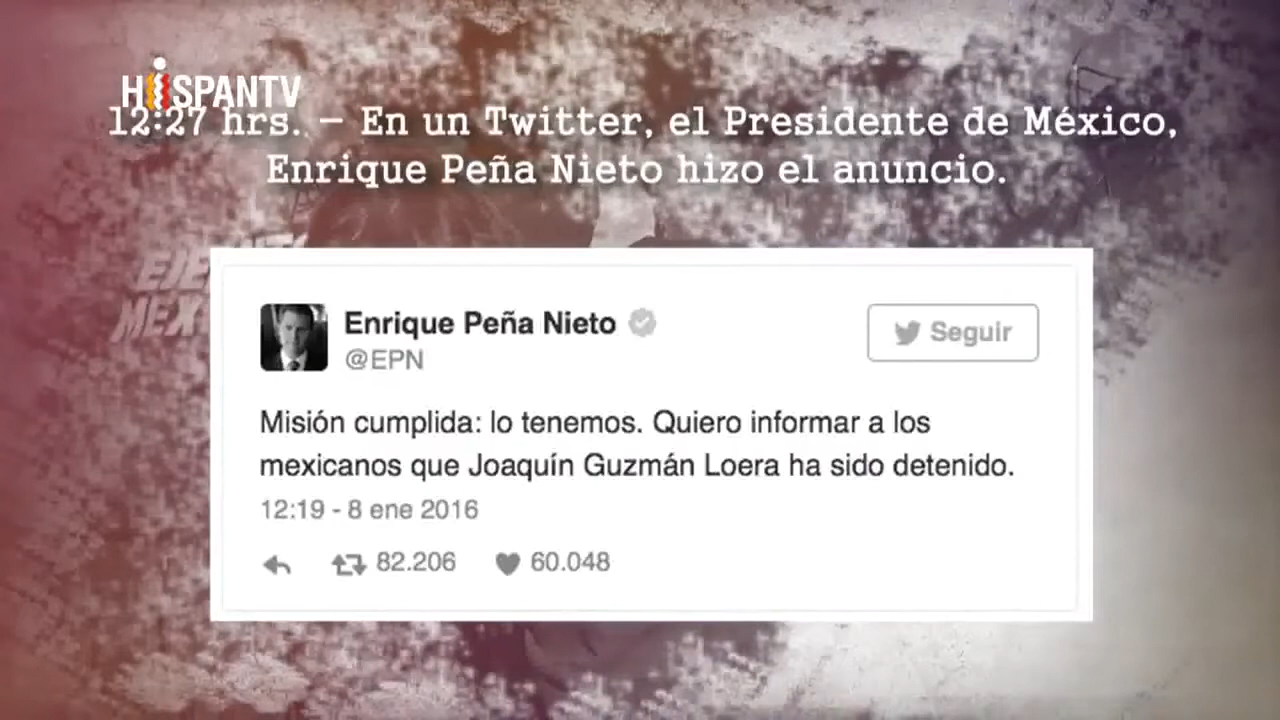 HISPANTV
12:27 hrs. – En un Twitter, el Presidente de México,
Enrique Peña Nieto hizo el anuncio.
EJE
MEX
Enrique Peña Nieto
@EPN
Seguir
Misión cumplida: lo tenemos. Quiero informar a los
mexicanos que Joaquín Guzmán Loera ha sido detenido.
12:19 - 8 ene 2016
82.206 60.048